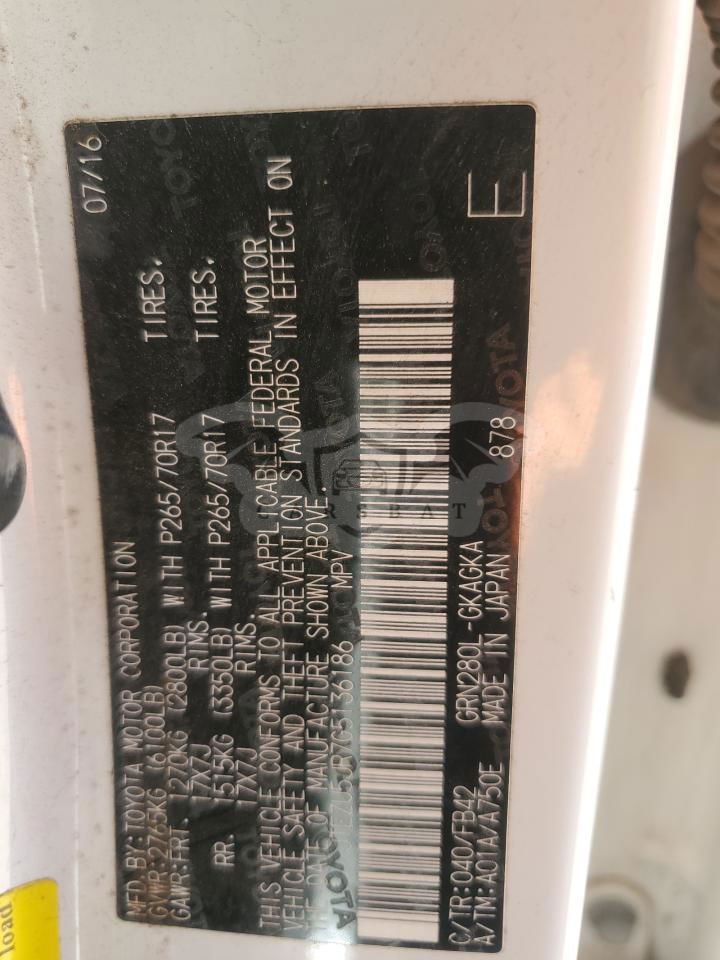 MFD.BY:TOYOTA MOTOR CORPORATION 07/16
GVWR:2765KG (6100LB)
GAWR:FRT. 1270KG (2800LB) WITH P265/70R17 TIRES,
17X7J RIMS.
RR. 1515KG (3350LB) WITH P265/70R17 TIRES,
17X7J RIMS.
THIS VEHICLE CONFORMS TO ALL APPLICABLE FEDERAL MOTOR
VEHICLE SAFETY AND THEFT PREVENTION STANDARDS IN EFFECT ON
THE DATE OF MANUFACTURE SHOWN ABOVE.
MPV
TOYOTA
C/TR:040/FB42 GRN280L-GKAGKA
A/TM:A01A/A750E MADE IN JAPAN 878
E
load
CARSBAT